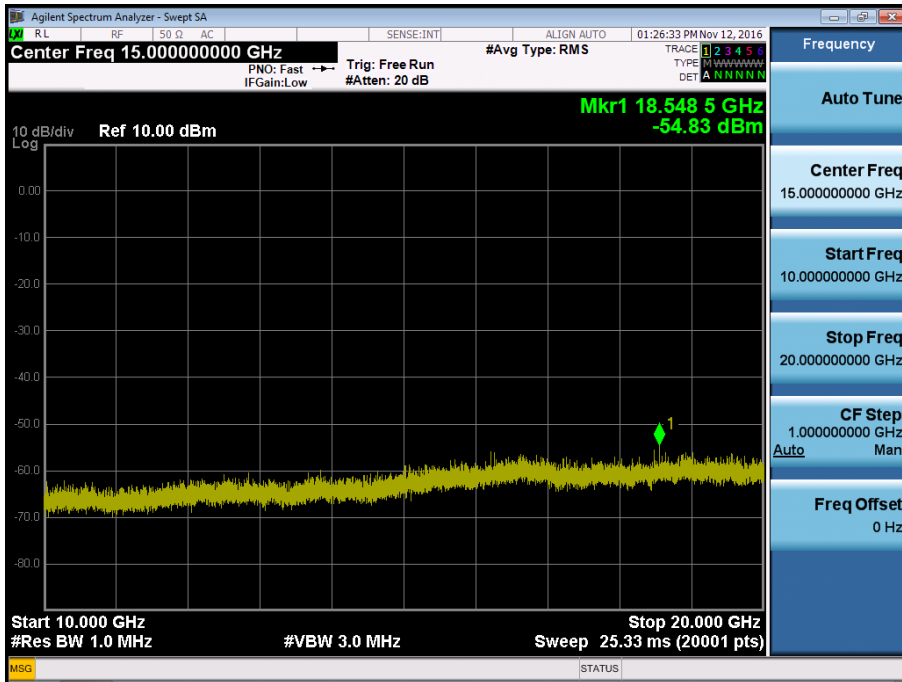 Agilent Spectrum Analyzer - Swept SA
LXI RL RF 50 Ω AC SENSE:INT ALIGN AUTO 01:26:33 PM Nov 12, 2016
Center Freq 15.000000000 GHz
PNO: Fast
IFGain:Low
Trig: Free Run
#Atten: 20 dB
#Avg Type: RMS
TRACE 1 2 3 4 5 6
TYPE M WWWWW
DET A N N N N N
Mkr1 18.548 5 GHz
-54.83 dBm
10 dB/div Ref 10.00 dBm
Log
0.00
-10.0
-20.0
-30.0
-40.0
-50.0
-60.0
-70.0
-80.0
1
Start 10.000 GHz Stop 20.000 GHz
#Res BW 1.0 MHz #VBW 3.0 MHz Sweep 25.33 ms (20001 pts)
MSG STATUS
Frequency
Auto Tune
Center Freq
15.000000000 GHz
Start Freq
10.000000000 GHz
Stop Freq
20.000000000 GHz
CF Step
1.000000000 GHz
Auto Man
Freq Offset
0 Hz